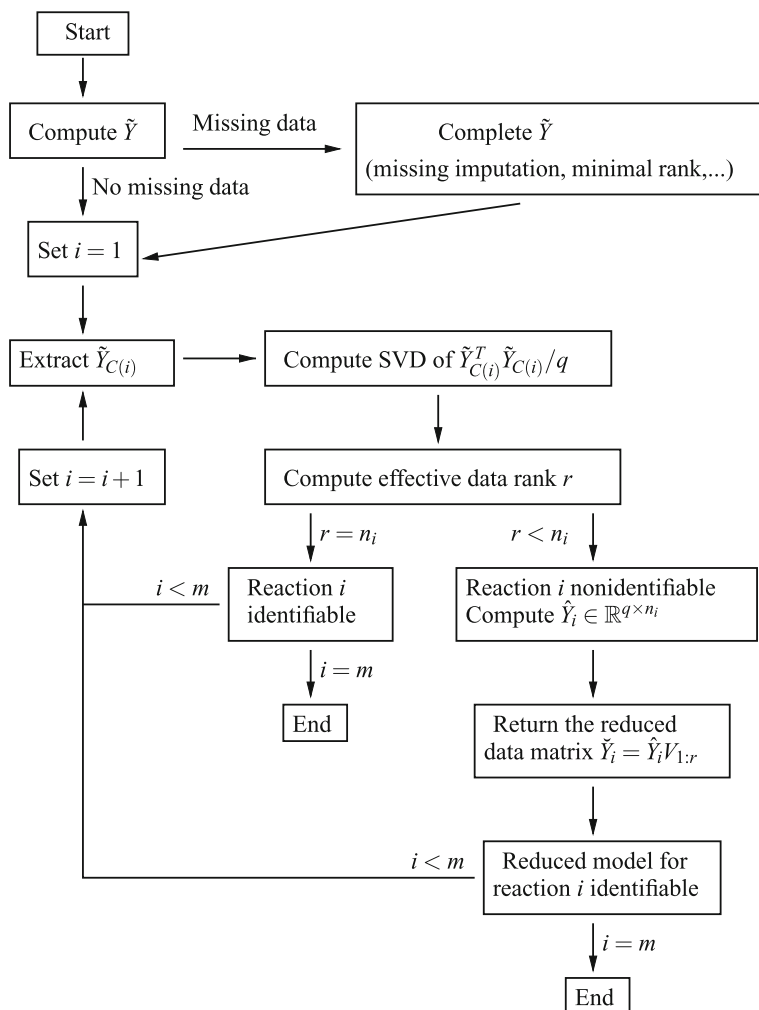 Start
Compute Ỹ
Missing data
Complete Ỹ
(missing imputation, minimal rank,...)
No missing data
Set i = 1
Extract Ỹ_{C(i)}
Compute SVD of Ỹ^T_{C(i)} Ỹ_{C(i)}/q
Set i = i + 1
Compute effective data rank r
r = n_i
r < n_i
i < m
Reaction i
identifiable
Reaction i nonidentifiable
Compute Ŷ_i ∈ ℝ^{q×n_i}
i = m
End
Return the reduced
data matrix Y̆_i = Ŷ_i V_{1:r}
i < m
Reduced model for
reaction i identifiable
i = m
End